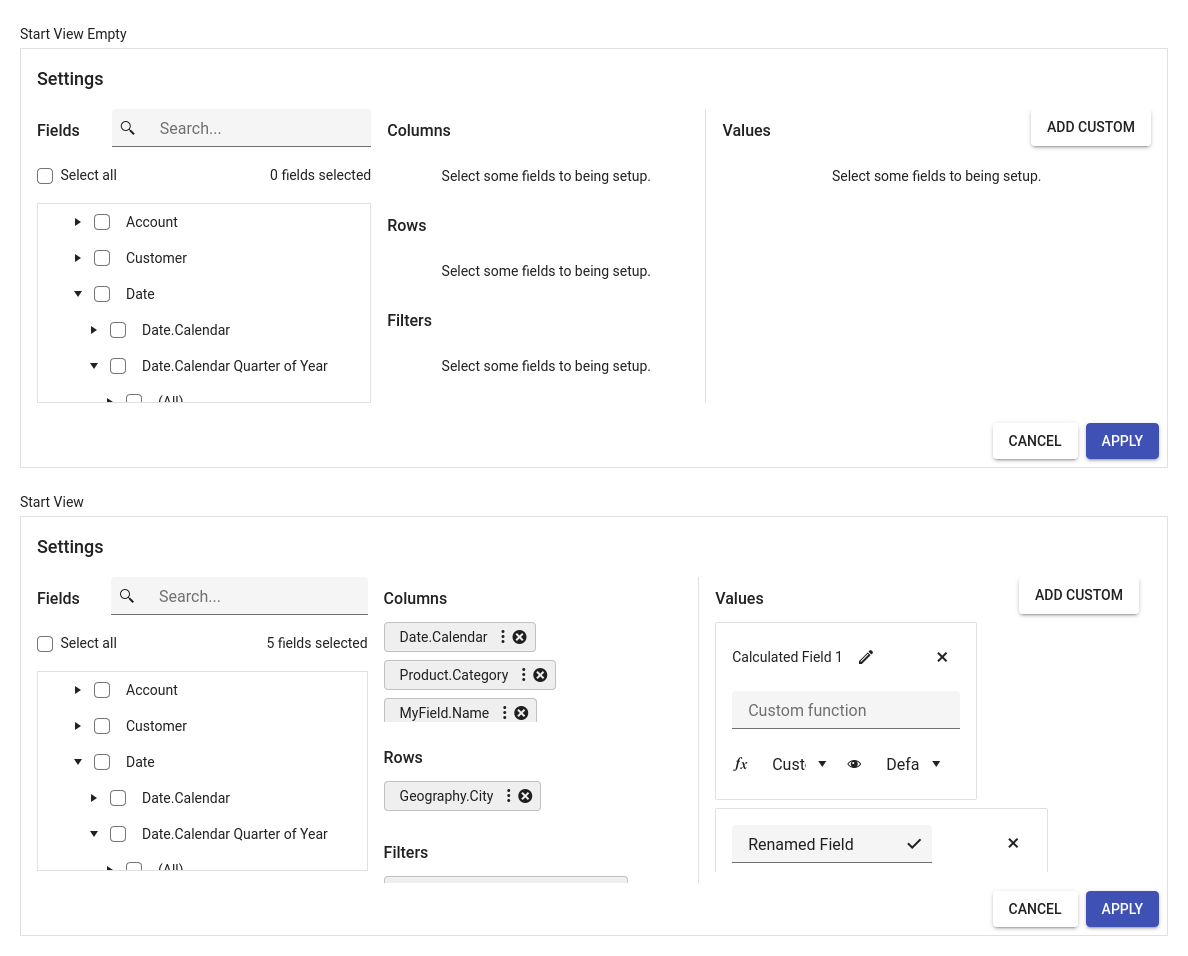 Start View Empty
Settings
Fields
Search...
Select all
0 fields selected
Account
Customer
Date
Date.Calendar
Date.Calendar Quarter of Year
(All)
Columns
Select some fields to being setup.
Rows
Select some fields to being setup.
Filters
Select some fields to being setup.
Values
ADD CUSTOM
Select some fields to being setup.
CANCEL
APPLY
Start View
Settings
Fields
Search...
Select all
5 fields selected
Account
Customer
Date
Date.Calendar
Date.Calendar Quarter of Year
(All)
Columns
Date.Calendar
Product.Category
MyField.Name
Rows
Geography.City
Filters
Values
ADD CUSTOM
Calculated Field 1
Custom function
fx
Cust
Defa
Renamed Field
CANCEL
APPLY